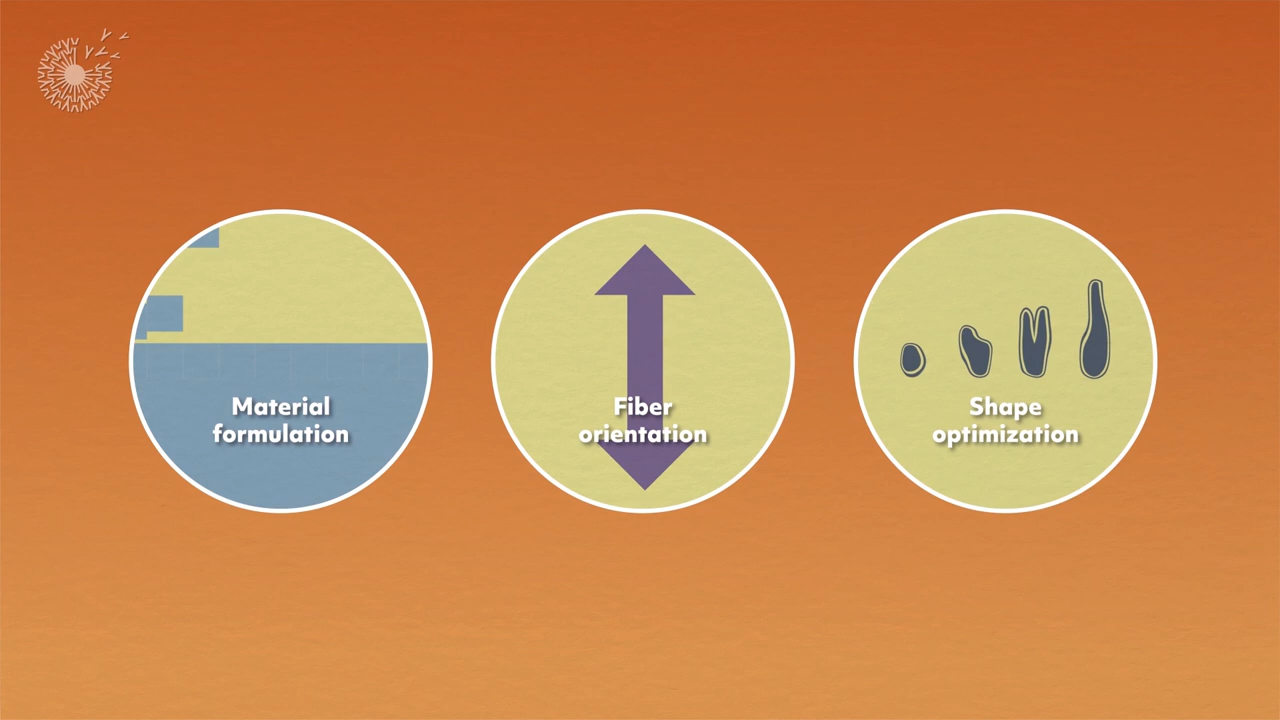 Material
formulation
Fiber
orientation
Shape
optimization